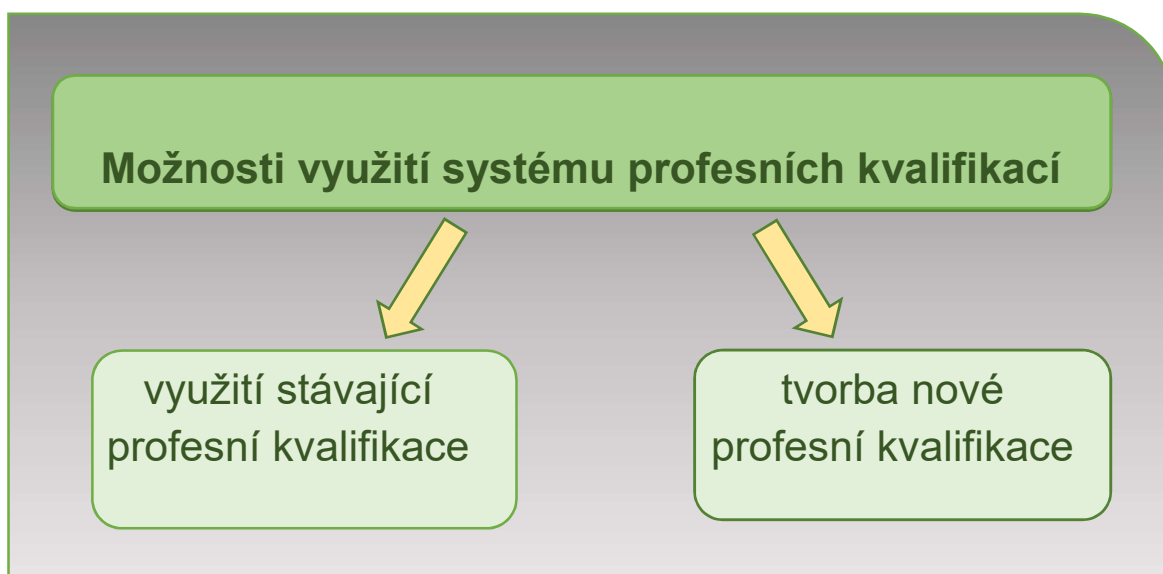 Možnosti využití systému profesních kvalifikací
využití stávající
profesní kvalifikace
tvorba nové
profesní kvalifikace